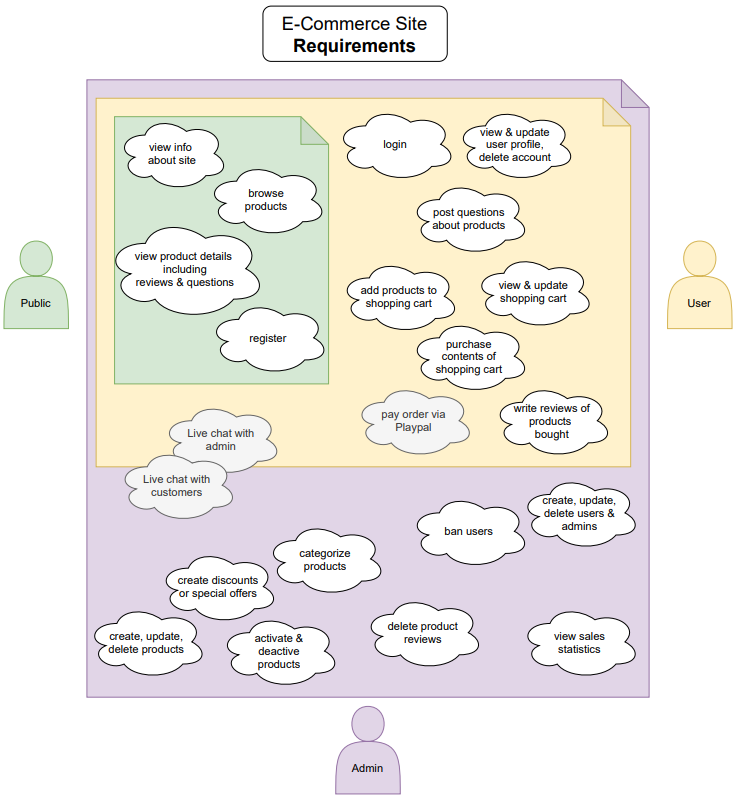 E-Commerce Site
Requirements
view info
about site
browse
products
view product details
including
reviews & questions
register
login
view & update
user profile,
delete account
post questions
about products
add products to
shopping cart
view & update
shopping cart
purchase
contents of
shopping cart
pay order via
Playpal
write reviews of
products
bought
Public
User
Live chat with
admin
Live chat with
customers
create, update,
delete users &
admins
ban users
categorize
products
create discounts
or special offers
create, update,
delete products
activate &
deactive
products
delete product
reviews
view sales
statistics
Admin